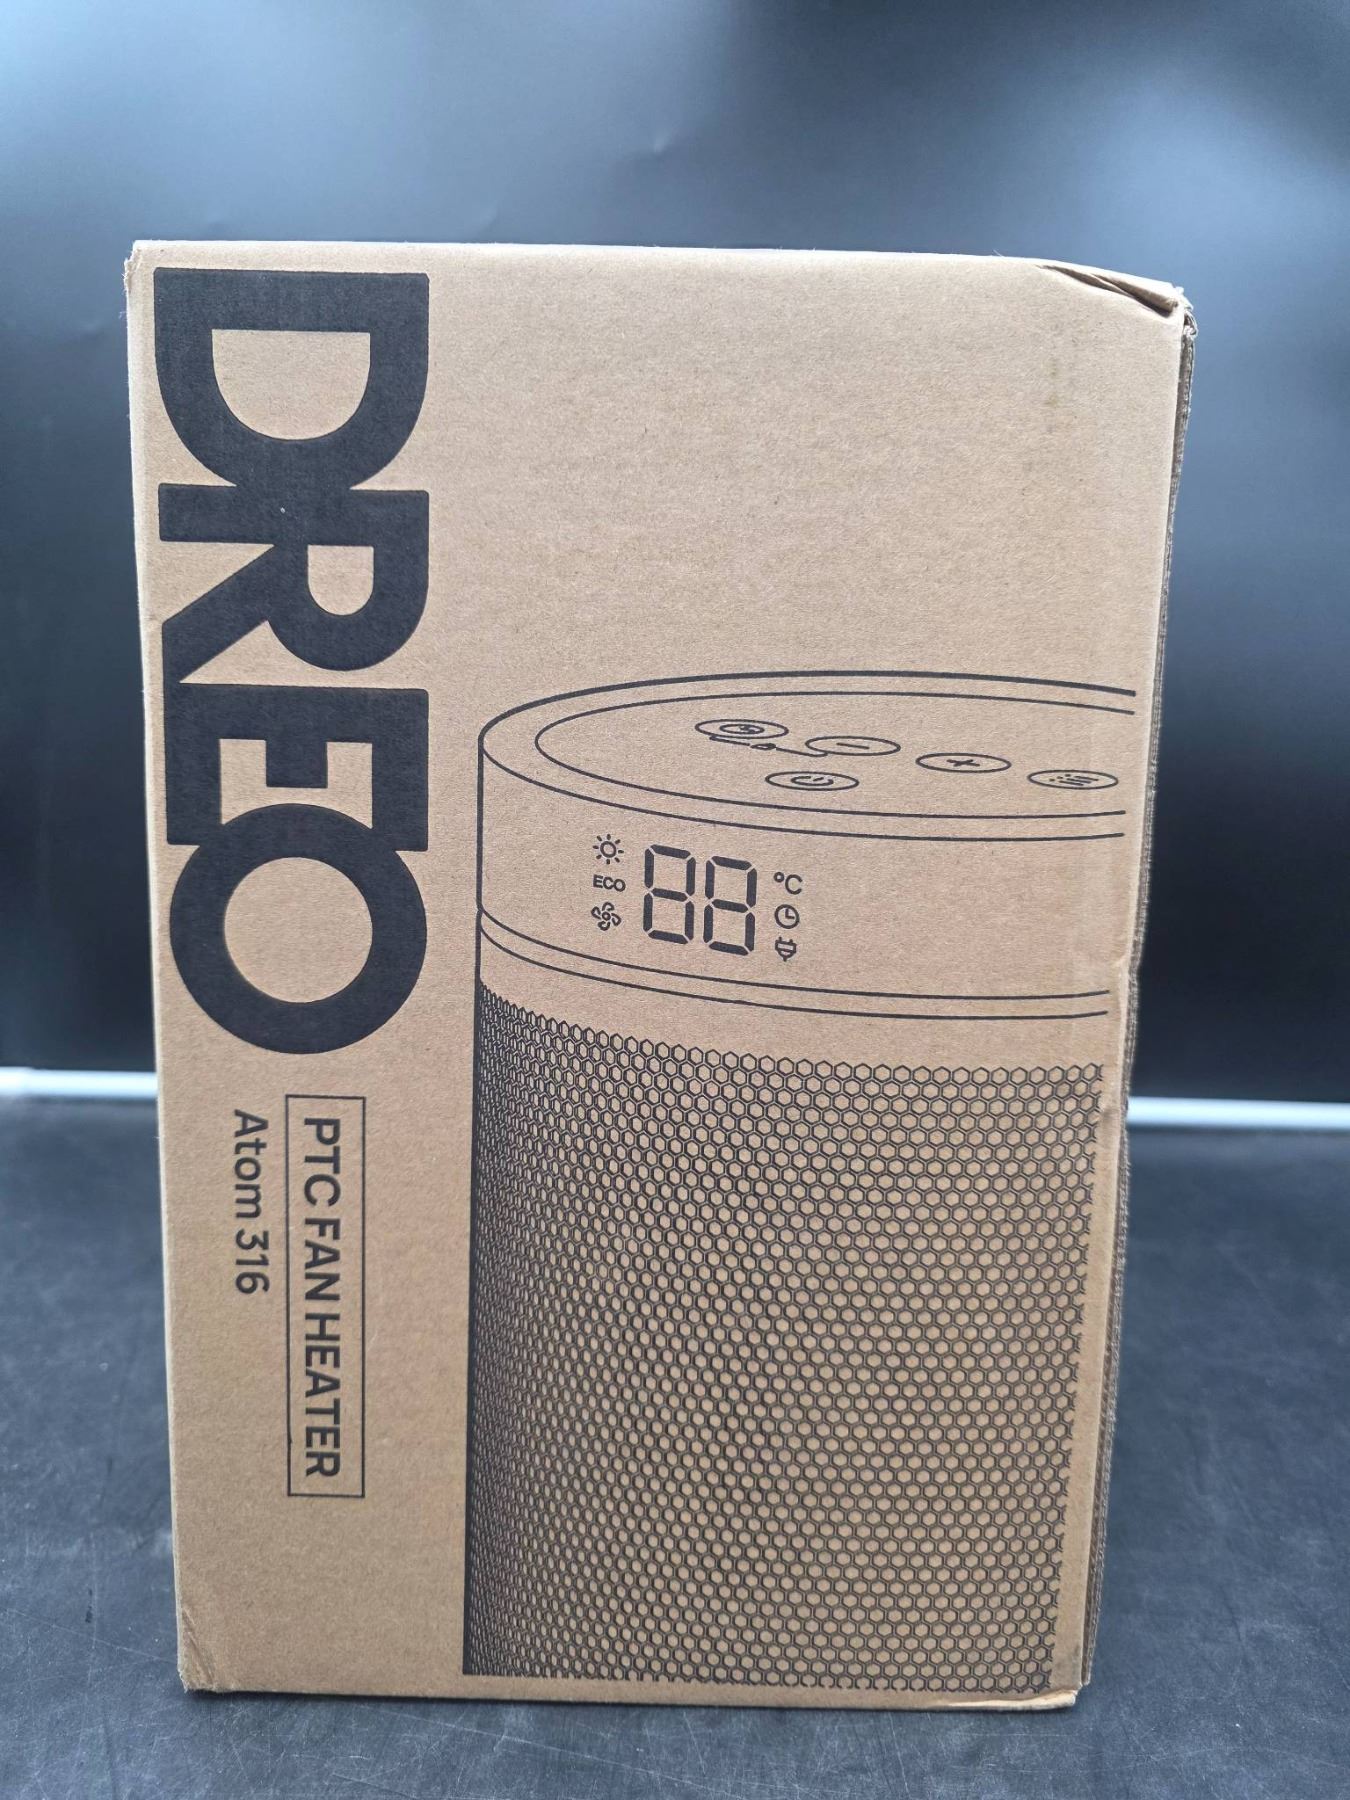 DREO
PTC FAN HEATER
Atom 316
ECO
88
°C